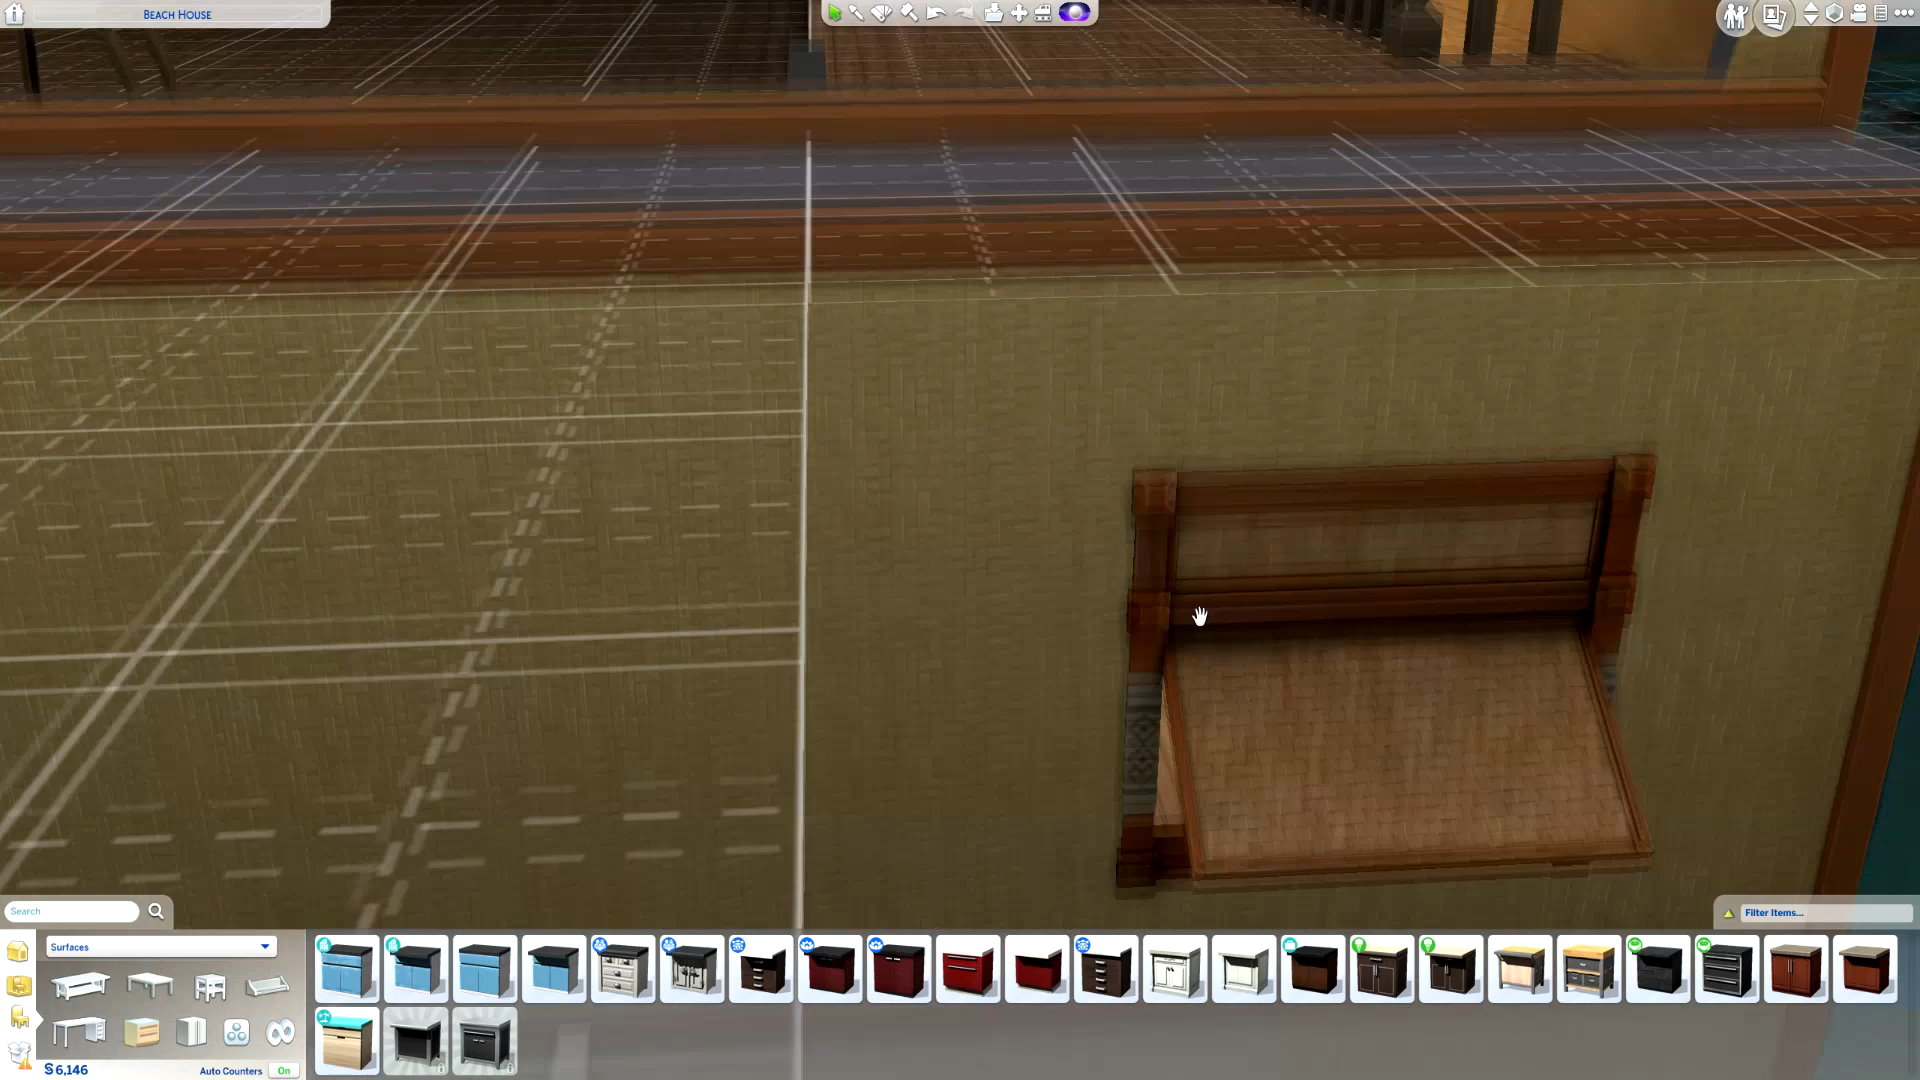 BEACH HOUSE
Search
Filter Items...
Surfaces
§6,146
Auto Counters
On